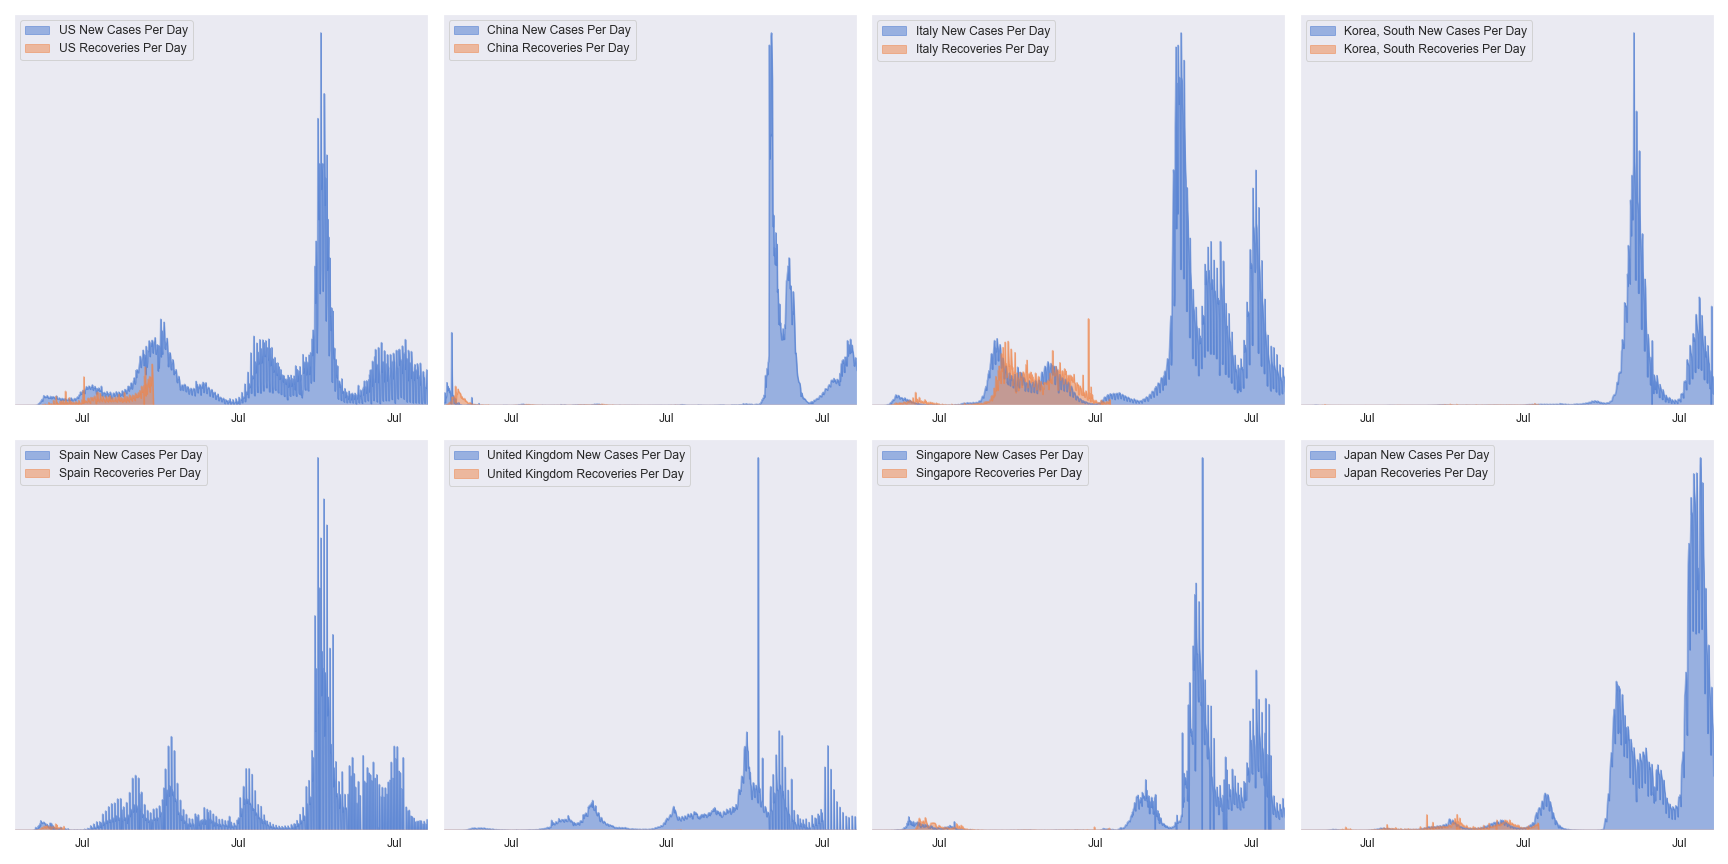 US New Cases Per Day
US Recoveries Per Day
China New Cases Per Day
China Recoveries Per Day
Italy New Cases Per Day
Italy Recoveries Per Day
Korea, South New Cases Per Day
Korea, South Recoveries Per Day
Jul Jul Jul
Jul Jul Jul
Jul Jul Jul
Jul Jul Jul
Spain New Cases Per Day
Spain Recoveries Per Day
United Kingdom New Cases Per Day
United Kingdom Recoveries Per Day
Singapore New Cases Per Day
Singapore Recoveries Per Day
Japan New Cases Per Day
Japan Recoveries Per Day
Jul Jul Jul
Jul Jul Jul
Jul Jul Jul
Jul Jul Jul